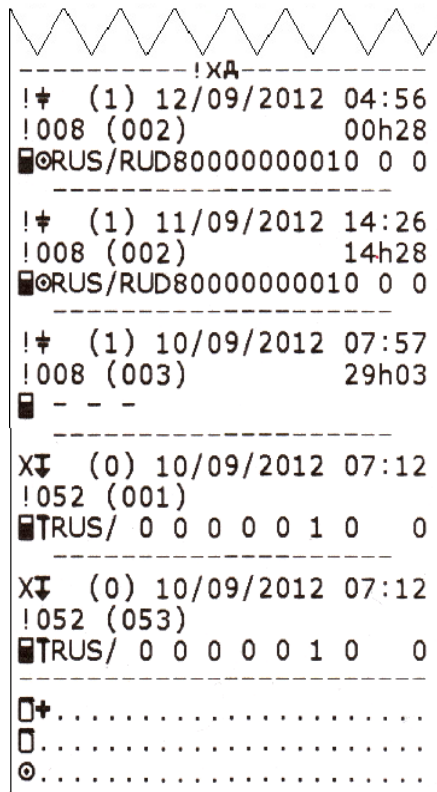 -----------!XД------------
!⏚ (1) 12/09/2012 04:56
!008 (002) 00h28
RUS/RUD80000000010 0 0
-----------------------
!⏚ (1) 11/09/2012 14:26
!008 (002) 14h28
RUS/RUD80000000010 0 0
-----------------------
!⏚ (1) 10/09/2012 07:57
!008 (003) 29h03
- - -
-----------------------
X (0) 10/09/2012 07:12
!052 (001)
TRUS/ 0 0 0 0 0 1 0 0
-----------------------
X (0) 10/09/2012 07:12
!052 (053)
TRUS/ 0 0 0 0 0 1 0 0
---------------------------
+......................
.......................
⊙......................